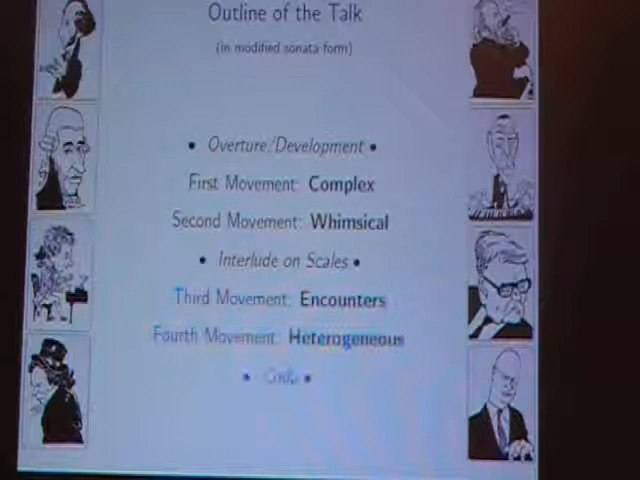 Outline of the Talk
(in modified sonata form)
• Overture/Development •
First Movement: Complex
Second Movement: Whimsical
• Interlude on Scales •
Third Movement: Encounters
Fourth Movement: Heterogeneous
• Coda •